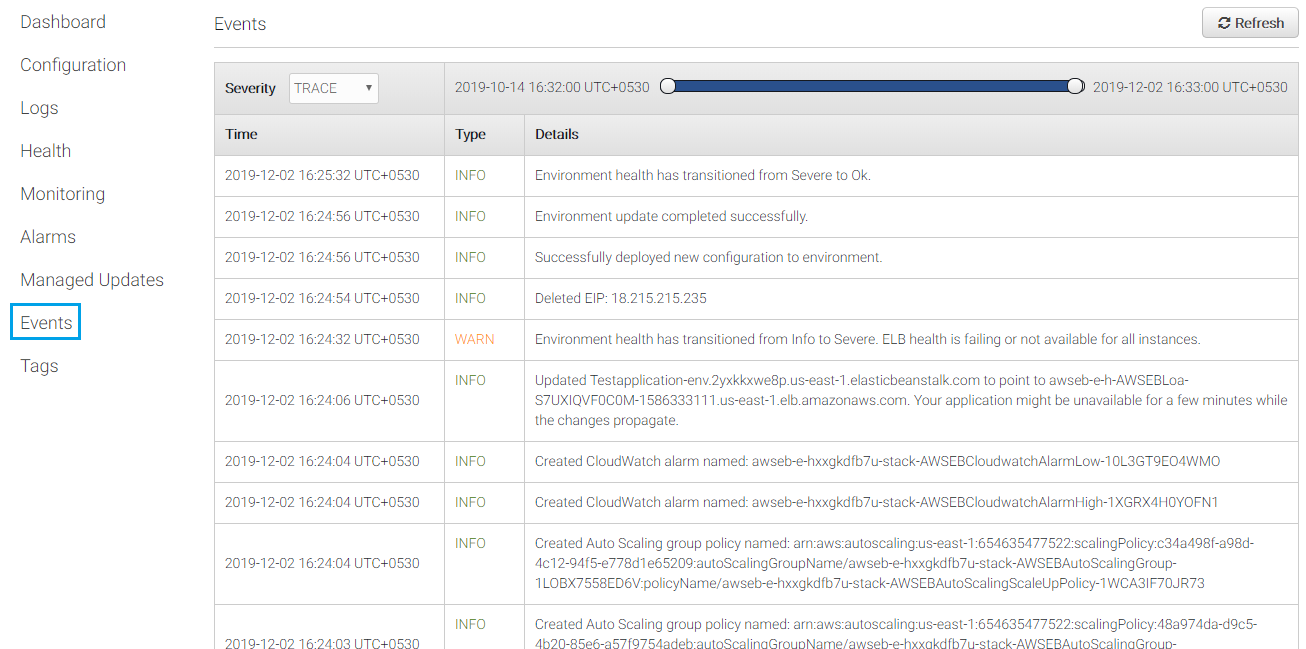 Dashboard
Configuration
Logs
Health
Monitoring
Alarms
Managed Updates
Events
Tags
Events
Refresh
Severity TRACE 2019-10-14 16:32:00 UTC+0530 2019-12-02 16:33:00 UTC+0530
Time Type Details
2019-12-02 16:25:32 UTC+0530 INFO Environment health has transitioned from Severe to Ok.
2019-12-02 16:24:56 UTC+0530 INFO Environment update completed successfully.
2019-12-02 16:24:56 UTC+0530 INFO Successfully deployed new configuration to environment.
2019-12-02 16:24:54 UTC+0530 INFO Deleted EIP: 18.215.215.235
2019-12-02 16:24:32 UTC+0530 WARN Environment health has transitioned from Info to Severe. ELB health is failing or not available for all instances.
2019-12-02 16:24:06 UTC+0530 INFO Updated Testapplication-env.2yxkkxwe8p.us-east-1.elasticbeanstalk.com to point to awseb-e-h-AWSEBLoa-
S7UXIQVF0C0M-1586333111.us-east-1.elb.amazonaws.com. Your application might be unavailable for a few minutes while
the changes propagate.
2019-12-02 16:24:04 UTC+0530 INFO Created CloudWatch alarm named: awseb-e-hxxgkdfb7u-stack-AWSEBCloudwatchAlarmLow-10L3GT9EO4WMO
2019-12-02 16:24:04 UTC+0530 INFO Created CloudWatch alarm named: awseb-e-hxxgkdfb7u-stack-AWSEBCloudwatchAlarmHigh-1XGRX4H0YOFN1
2019-12-02 16:24:04 UTC+0530 INFO Created Auto Scaling group policy named: arn:aws:autoscaling:us-east-1:654635477522:scalingPolicy:c34a498f-a98d-
4c12-94f5-e778d1e65209:autoScalingGroupName/awseb-e-hxxgkdfb7u-stack-AWSEBAutoScalingGroup-
1LOBX7558ED6V:policyName/awseb-e-hxxgkdfb7u-stack-AWSEBAutoScalingScaleUpPolicy-1WCA3IF70JR73
2019-12-02 16:24:03 UTC+0530 INFO Created Auto Scaling group policy named: arn:aws:autoscaling:us-east-1:654635477522:scalingPolicy:48a974da-d9c5-
4b20-85e6-a57f9754adeb:autoScalingGroupName/awseb-e-hxxgkdfb7u-stack-AWSEBAutoScalingGroup-